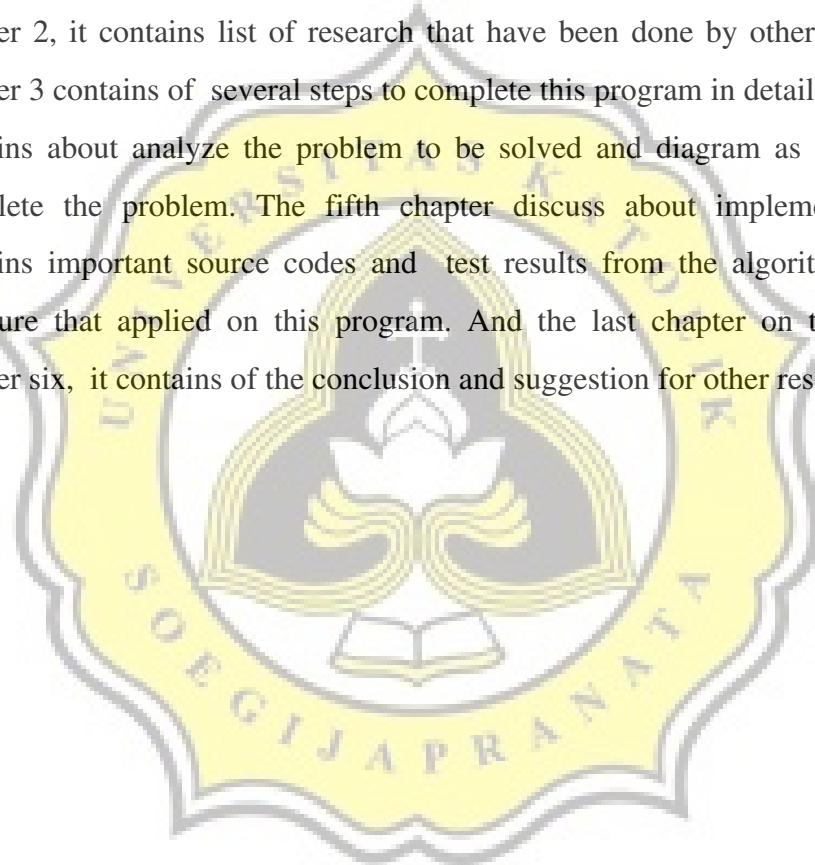 er 2, it contains list of research that have been done by other
er 3 contains of several steps to complete this program in detail
ins about analyze the problem to be solved and diagram as
lete the problem. The fifth chapter discuss about impleme
ins important source codes and test results from the algorit
ure that applied on this program. And the last chapter on t
er six, it contains of the conclusion and suggestion for other res
UNIVERSITAS KATOLIK
SOEGIJAPRANATA